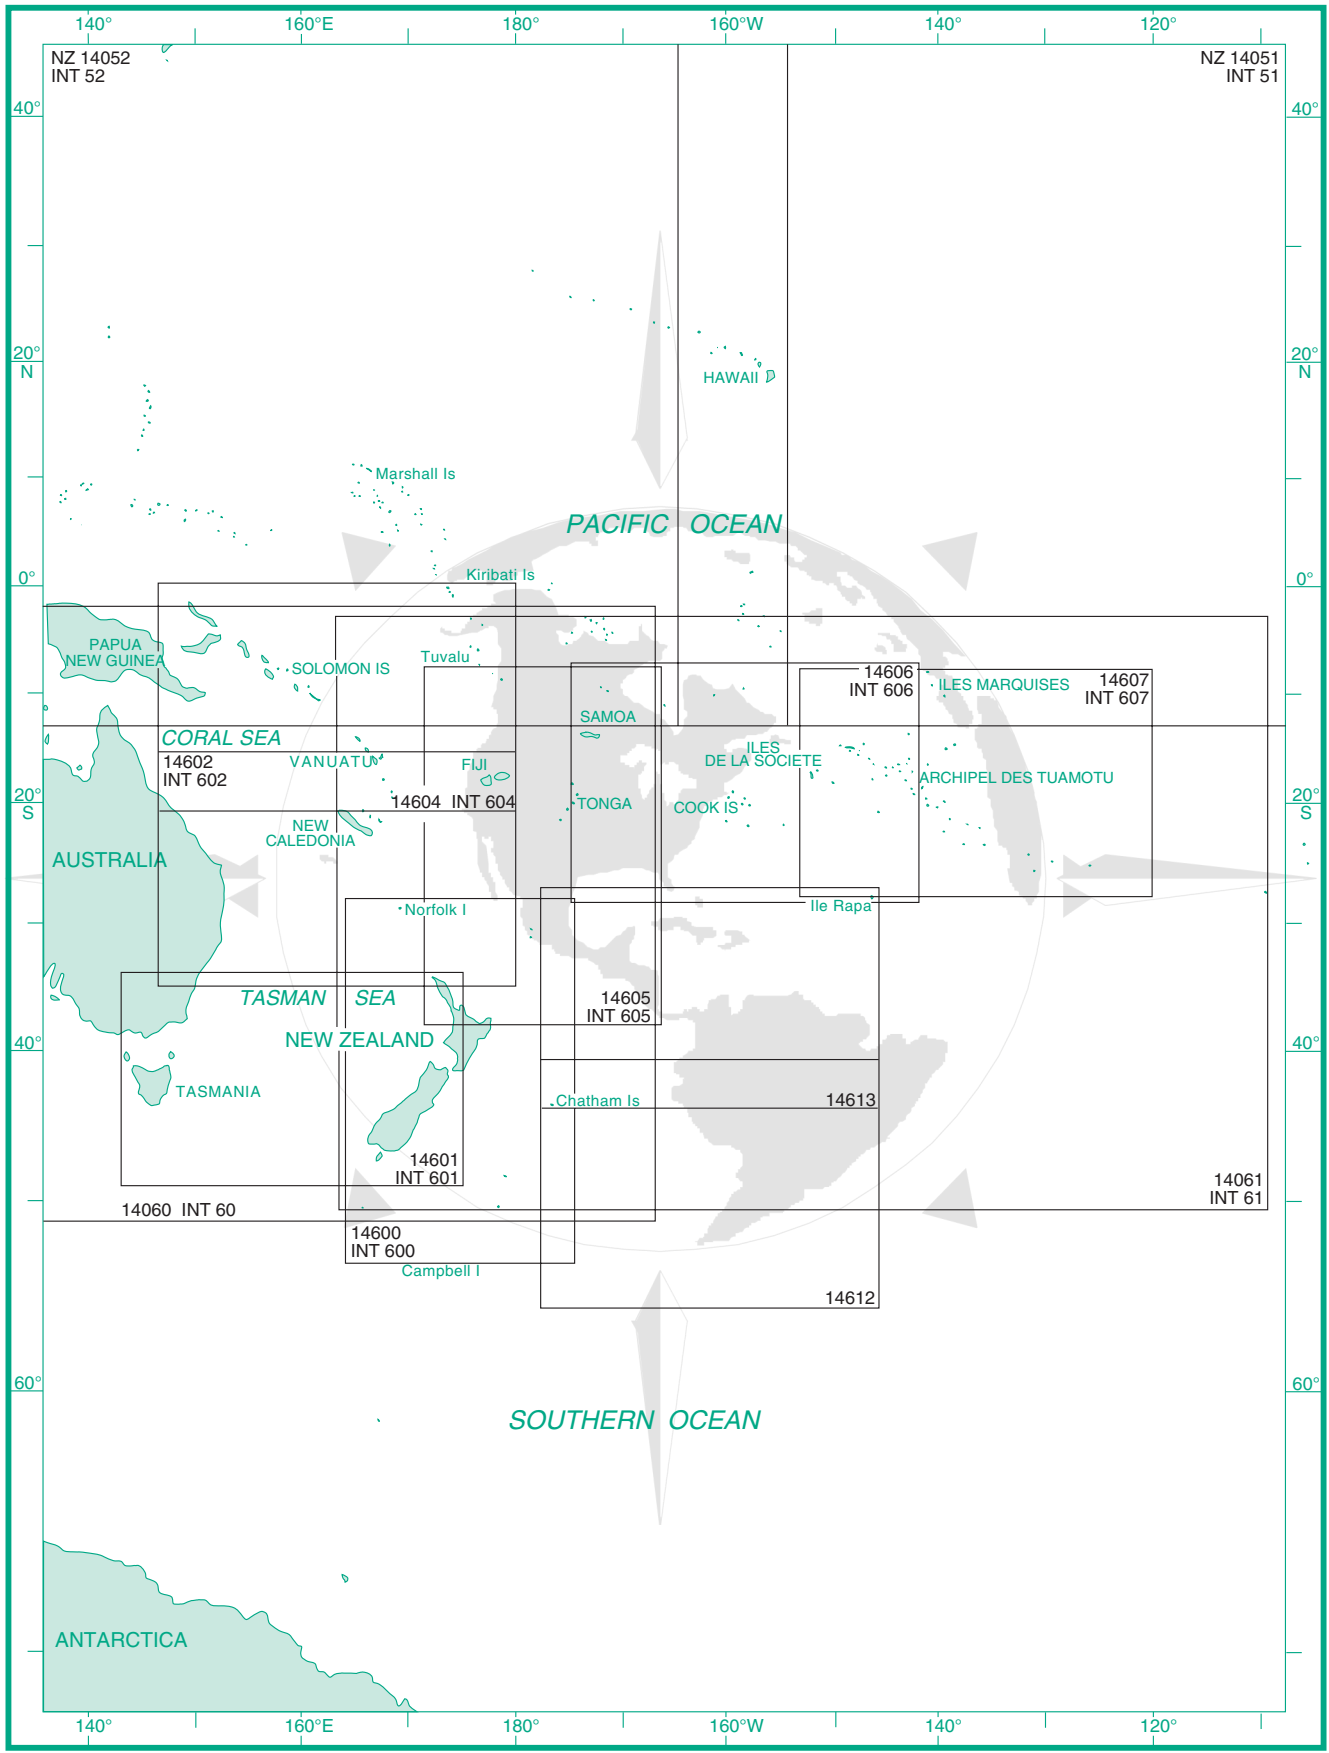 140°
160°E
180°
160°W
140°
120°
NZ 14052
INT 52
NZ 14051
INT 51
40°
40°
20°
N
20°
N
HAWAII
Marshall Is
PACIFIC OCEAN
0°
Kiribati Is
0°
PAPUA
NEW GUINEA
SOLOMON IS
Tuvalu
14606
INT 606
ILES MARQUISES
14607
INT 607
SAMOA
CORAL SEA
14602
INT 602
VANUATU
FIJI
ILES
DE LA SOCIETE
ARCHIPEL DES TUAMOTU
20°
S
14604 INT 604
TONGA
COOK IS
20°
S
NEW
CALEDONIA
AUSTRALIA
Norfolk I
Ile Rapa
TASMAN SEA
14605
INT 605
NEW ZEALAND
40°
40°
TASMANIA
Chatham Is
14613
14601
INT 601
14061
INT 61
14060 INT 60
14600
INT 600
Campbell I
14612
60°
60°
SOUTHERN OCEAN
ANTARCTICA
140°
160°E
180°
160°W
140°
120°